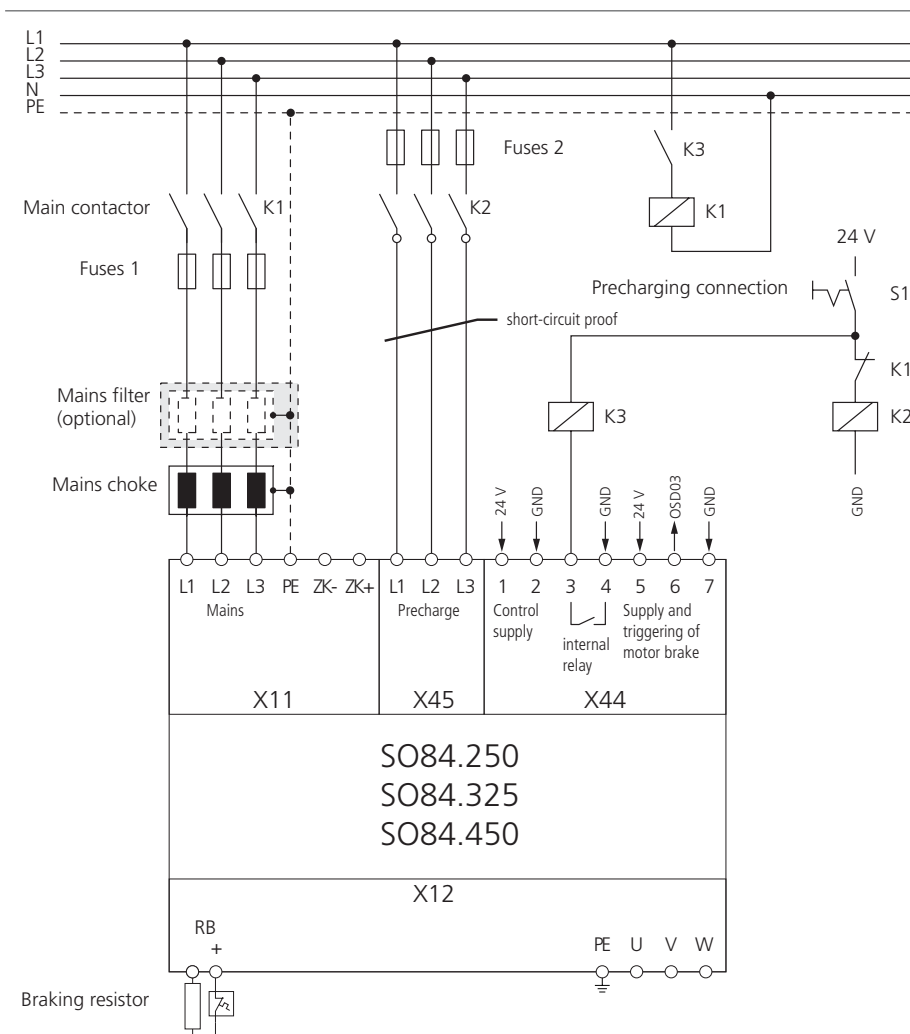 L1
L2
L3
N
PE
Fuses 2
K3
Main contactor
K1
K2
K1
24 V
Fuses 1
Precharging connection
S1
short-circuit proof
K1
Mains filter
(optional)
K3
K2
Mains choke
24 V
GND
GND
24 V
OSD03
GND
GND
L1 L2 L3 PE ZK- ZK+ L1 L2 L3 1 2 3 4 5 6 7
Mains
Precharge
Control
supply
internal
relay
Supply and
triggering of
motor brake
X11
X45
X44
SO84.250
SO84.325
SO84.450
X12
RB
+
PE U V W
Braking resistor